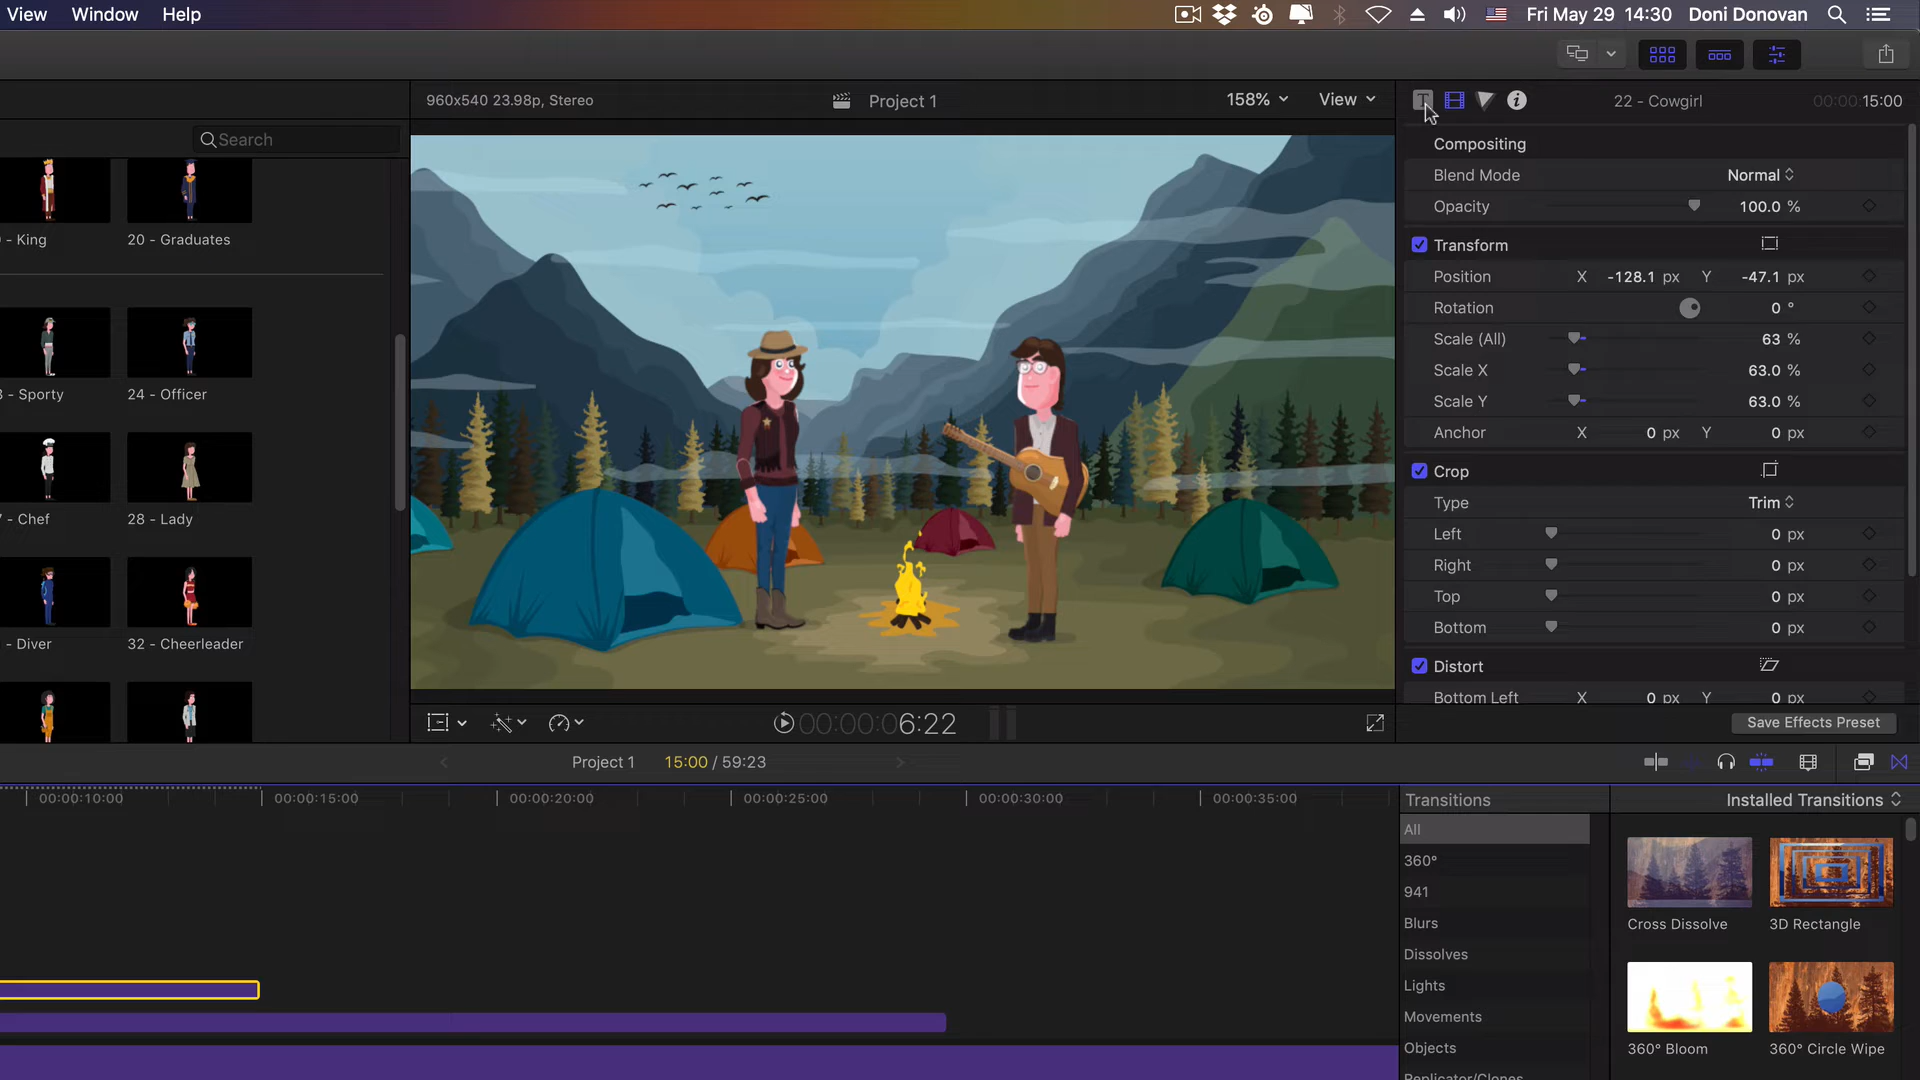 View Window Help
Fri May 29 14:30 Doni Donovan
960x540 23.98p, Stereo
Project 1
158%
View
T
22 - Cowgirl
00:00:15:00
Search
- King
20 - Graduates
- Sporty
24 - Officer
- Chef
28 - Lady
- Diver
32 - Cheerleader
Compositing
Blend Mode Normal
Opacity 100.0 %
Transform
Position X -128.1 px Y -47.1 px
Rotation 0 °
Scale (All) 63 %
Scale X 63.0 %
Scale Y 63.0 %
Anchor X 0 px Y 0 px
Crop
Type Trim
Left 0 px
Right 0 px
Top 0 px
Bottom 0 px
Distort
Bottom Left X 0 px Y 0 px
Save Effects Preset
00:00:06:22
Project 1 15:00 / 59:23
00:00:10:00 00:00:15:00 00:00:20:00 00:00:25:00 00:00:30:00 00:00:35:00
Transitions
Installed Transitions
All
360°
941
Blurs
Dissolves
Lights
Movements
Objects
Replicator/Clones
Cross Dissolve
3D Rectangle
360° Bloom
360° Circle Wipe